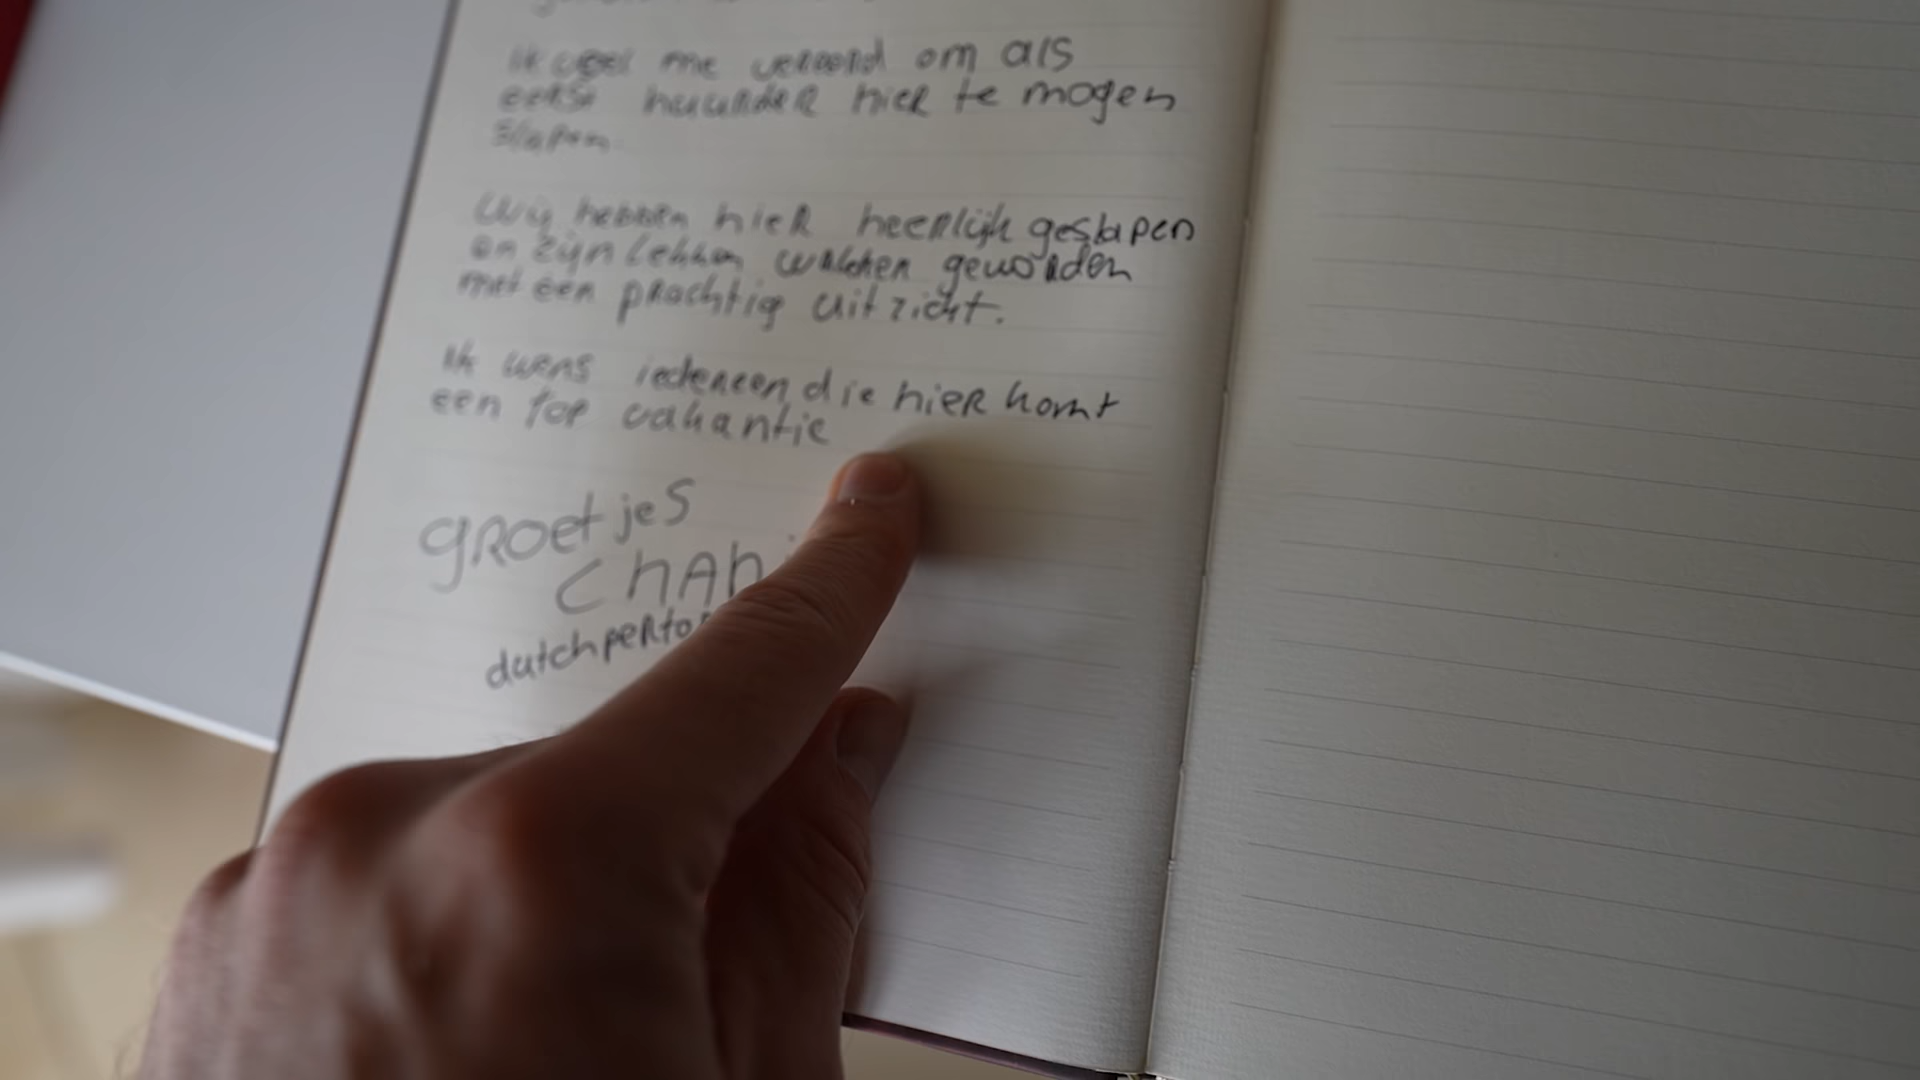 Ik voel me vereerd om als
eerste huurder hier te mogen
slapen
Wij hebben hier heerlijk geslapen
en zijn lekker wakker geworden
met een prachtig uitzicht.
Ik wens iedereen die hier komt
een top vakantie
groetjes